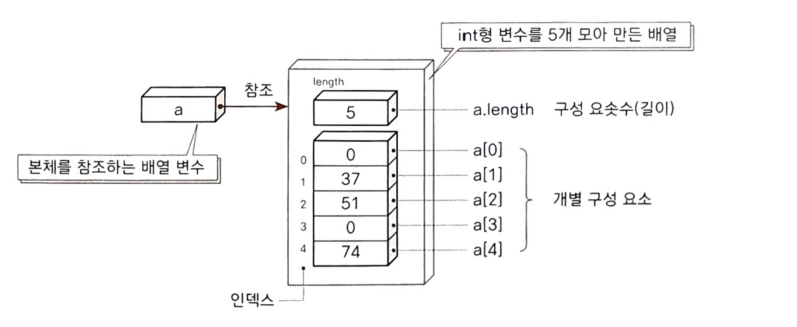 int형 변수를 5개 모아 만든 배열
length
참조
a
5
a.length 구성 요솟수(길이)
본체를 참조하는 배열 변수
0 0 a[0]
1 37 a[1]
2 51 a[2] 개별 구성 요소
3 0 a[3]
4 74 a[4]
인덱스